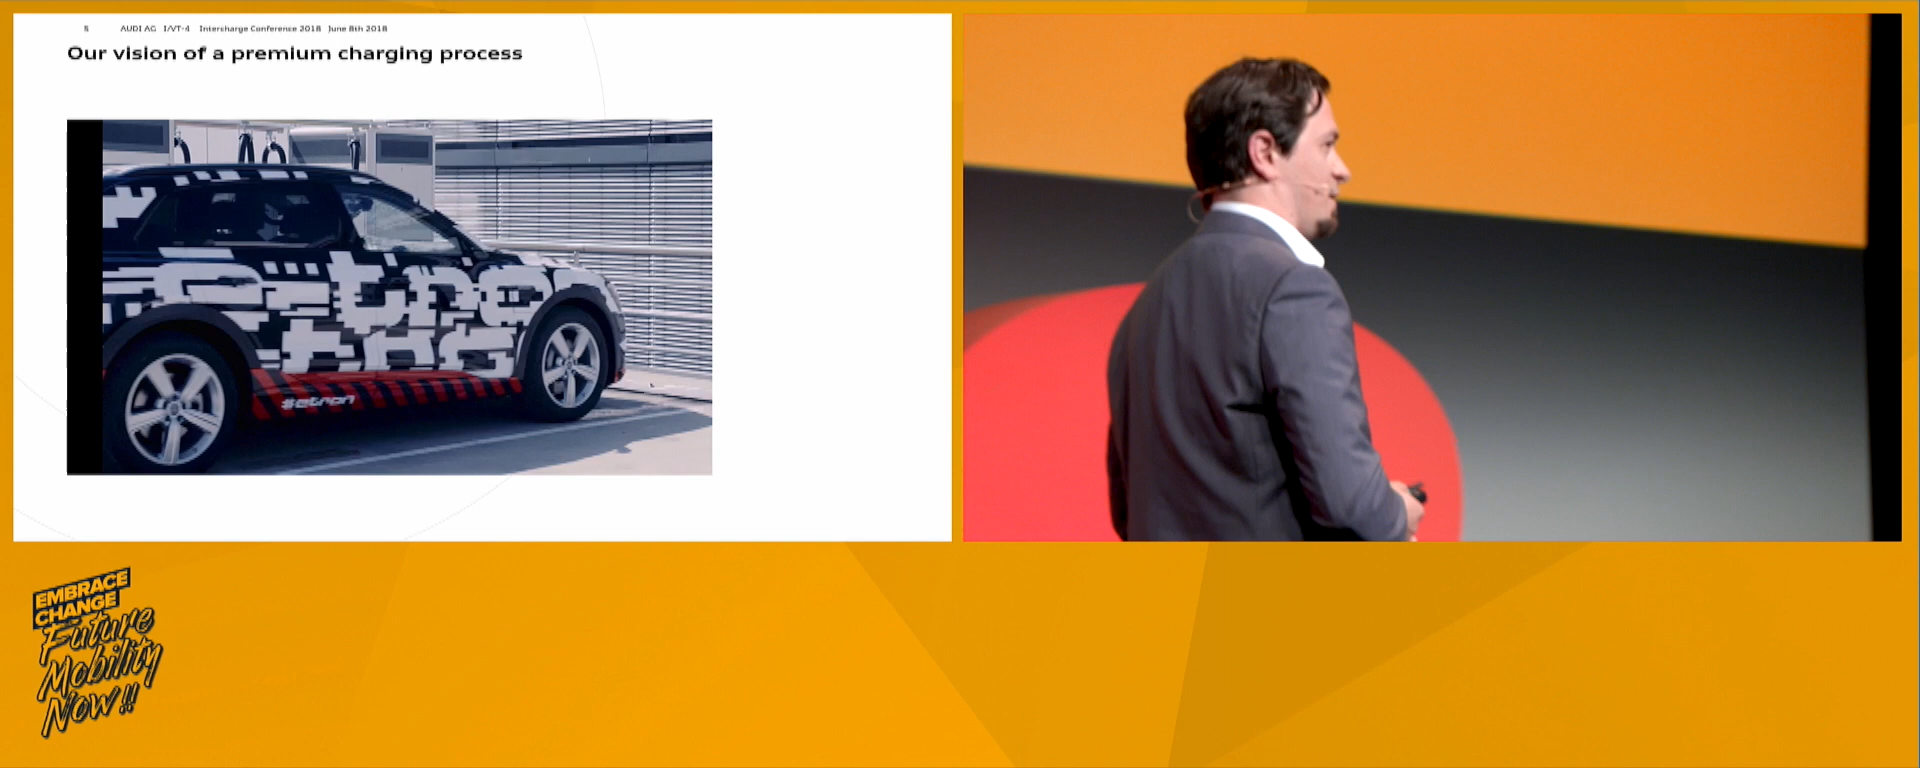 AUDI AG I/VT-4 Intercharge Conference 2018 June 8th 2018
Our vision of a premium charging process
e-tron
#etron
EMBRACE
CHANGE
Future
Mobility
Now!!